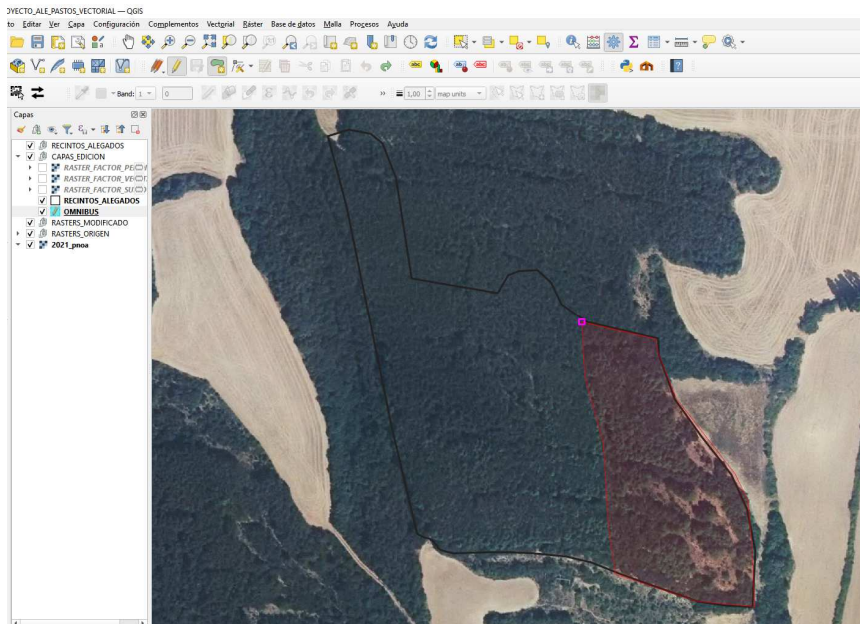 OYECTO_ALE_PASTOS_VECTORIAL — QGIS
to Editar Ver Capa Configuración Complementos Vectorial Ráster Base de datos Malla Procesos Ayuda
Band: 1 0 » 1,00 map units
Capas
RECINTOS_ALEGADOS
CAPAS_EDICION
RASTER_FACTOR_PE
RASTER_FACTOR_VE
RASTER_FACTOR_SU
RECINTOS_ALEGADOS
OMNIBUS
RASTERS_MODIFICADO
RASTERS_ORIGEN
2021_pnoa